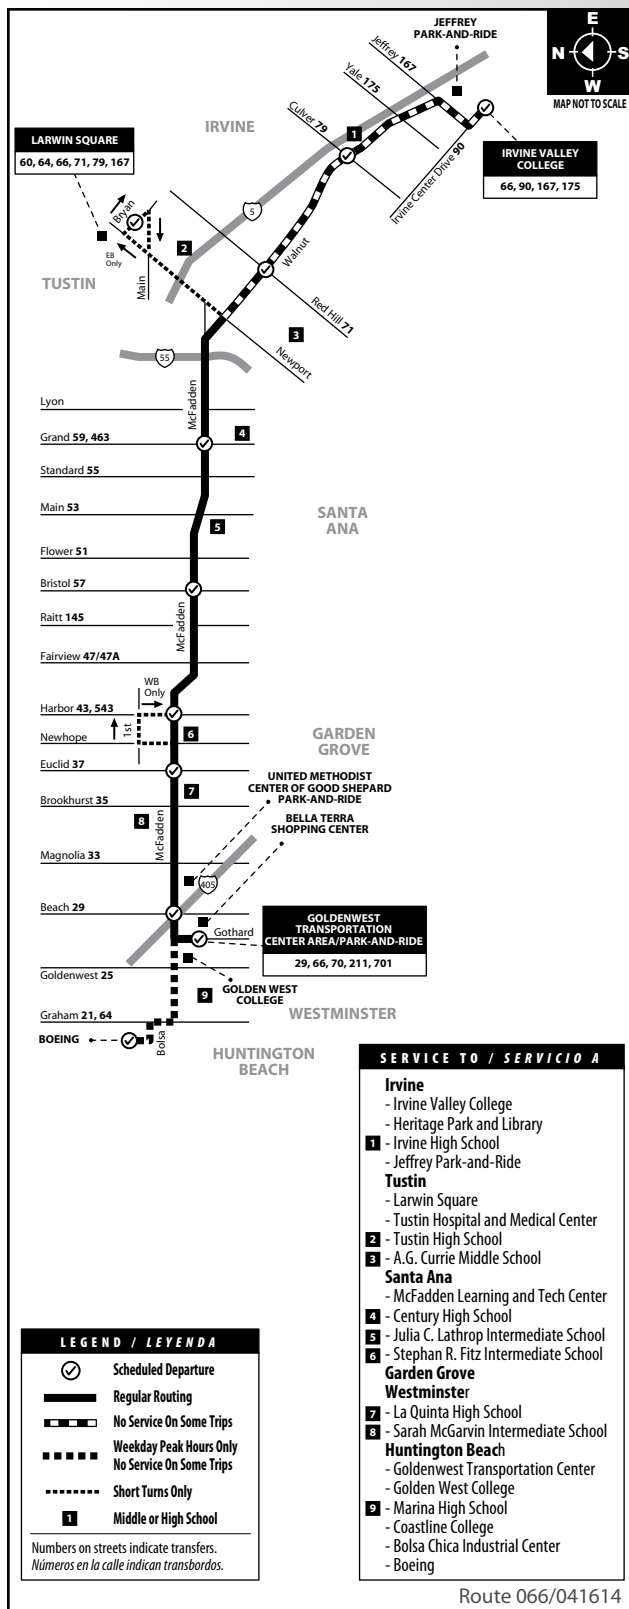 JEFFREY
PARK-AND-RIDE
E
N S
W
MAP NOT TO SCALE
Jeffrey 167
Yale 175
Culver 79
IRVINE
1
LARWIN SQUARE
60, 64, 66, 71, 79, 167
IRVINE VALLEY
COLLEGE
66, 90, 167, 175
Irvine Center Drive 90
Bryan
5
EB
Only
2
Walnut
TUSTIN
Main
Red Hill 71
3
Newport
55
McFadden
Lyon
Grand 59, 463
4
Standard 55
Main 53
SANTA
ANA
5
Flower 51
Bristol 57
McFadden
Raitt 145
Fairview 47/47A
WB
Only
Harbor 43, 543
1st
6
GARDEN
GROVE
Newhope
Euclid 37
UNITED METHODIST
CENTER OF GOOD SHEPARD
PARK-AND-RIDE
7
Brookhurst 35
8
McFadden
BELLA TERRA
SHOPPING CENTER
Magnolia 33
405
Beach 29
GOLDENWEST
TRANSPORTATION
CENTER AREA/PARK-AND-RIDE
29, 66, 70, 211, 701
Gothard
Goldenwest 25
GOLDEN WEST
COLLEGE
9
WESTMINSTER
Graham 21, 64
BOEING
Bolsa
HUNTINGTON
BEACH
SERVICE TO / SERVICIO A
Irvine
- Irvine Valley College
- Heritage Park and Library
1 - Irvine High School
- Jeffrey Park-and-Ride
Tustin
- Larwin Square
- Tustin Hospital and Medical Center
2 - Tustin High School
3 - A.G. Currie Middle School
Santa Ana
- McFadden Learning and Tech Center
4 - Century High School
5 - Julia C. Lathrop Intermediate School
6 - Stephan R. Fitz Intermediate School
Garden Grove
Westminster
7 - La Quinta High School
8 - Sarah McGarvin Intermediate School
Huntington Beach
- Goldenwest Transportation Center
- Golden West College
9 - Marina High School
- Coastline College
- Bolsa Chica Industrial Center
- Boeing
LEGEND / LEYENDA
Scheduled Departure
Regular Routing
No Service On Some Trips
Weekday Peak Hours Only
No Service On Some Trips
Short Turns Only
1 Middle or High School
Numbers on streets indicate transfers.
Números en la calle indican transbordos.
Route 066/041614